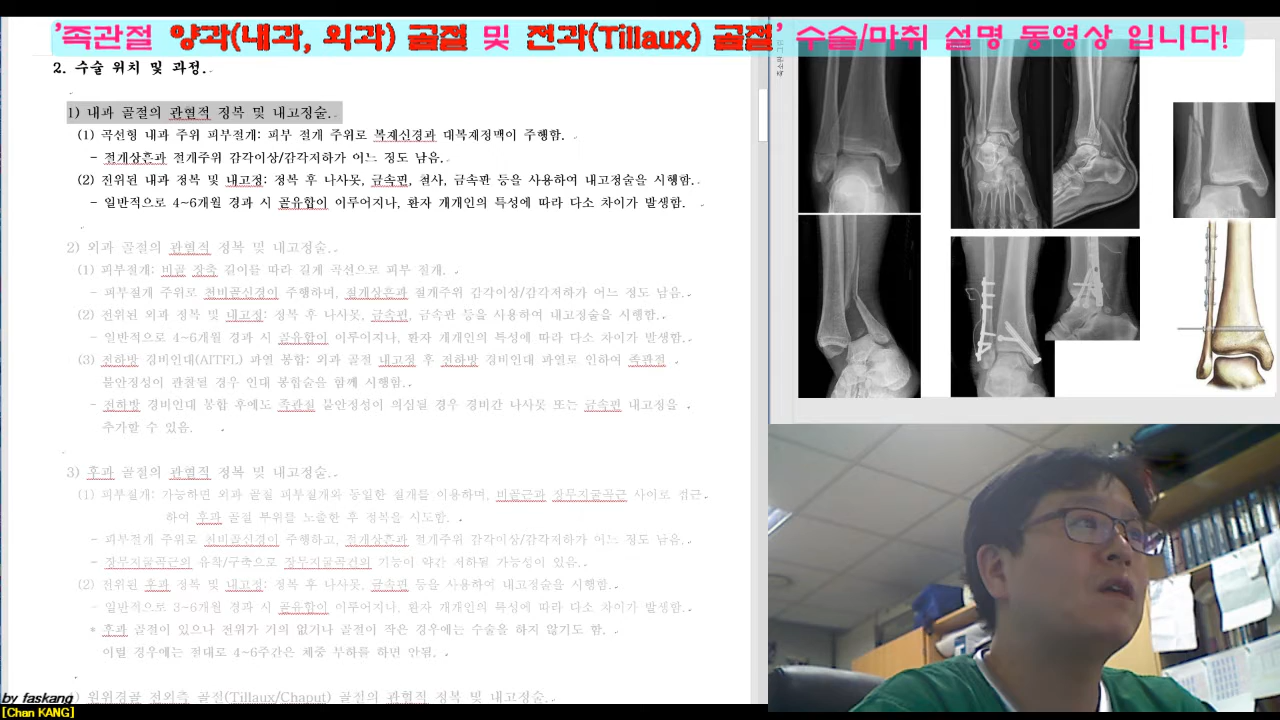 '족관절 양과(내과, 외과) 골절 및 전과(Tillaux) 골절' 수술/마취 설명 동영상 입니다!
2. 수술 위치 및 과정.
1) 내과 골절의 관혈적 정복 및 내고정술.
(1) 곡선형 내과 주위 피부절개: 피부 절개 주위로 복재신경과 대복재정맥이 주행함.
- 절개상흔과 절개주위 감각이상/감각저하가 어느 정도 남음.
(2) 전위된 내과 정복 및 내고정: 정복 후 나사못, 금속핀, 철사, 금속판 등을 사용하여 내고정술을 시행함.
- 일반적으로 4~6개월 경과 시 골유합이 이루어지나, 환자 개개인의 특성에 따라 다소 차이가 발생함.
2) 외과 골절의 관혈적 정복 및 내고정술.
(1) 피부절개: 비골 장축 길이를 따라 길게 곡선으로 피부 절개.
- 피부절개 주위로 천비골신경이 주행하며, 절개상흔과 절개주위 감각이상/감각저하가 어느 정도 남음.
(2) 전위된 외과 정복 및 내고정: 정복 후 나사못, 금속핀, 금속판 등을 사용하여 내고정술을 시행함.
- 일반적으로 4~6개월 경과 시 골유합이 이루어지나, 환자 개개인의 특성에 따라 다소 차이가 발생함.
(3) 전하방 경비인대(AITFL) 파열 봉합: 외과 골절 내고정 후 전하방 경비인대 파열로 인하여 족관절
불안정성이 관찰될 경우 인대 봉합술을 함께 시행함.
- 전하방 경비인대 봉합 후에도 족관절 불안정성이 의심될 경우 경비간 나사못 또는 금속핀 내고정을
추가할 수 있음.
3) 후과 골절의 관혈적 정복 및 내고정술.
(1) 피부절개: 가능하면 외과 골절 피부절개와 동일한 절개를 이용하며, 비골근과 장무지굴곡근 사이로 접근
하여 후과 골절 부위를 노출한 후 정복을 시도함.
- 피부절개 주위로 천비골신경이 주행하고, 절개상흔과 절개주위 감각이상/감각저하가 어느 정도 남음.
- 장무지굴곡근의 유착/구축으로 장무지굴곡건의 기능이 약간 저하될 가능성이 있음.
(2) 전위된 후과 정복 및 내고정: 정복 후 나사못, 금속핀 등을 사용하여 내고정술을 시행함.
- 일반적으로 3~6개월 경과 시 골유합이 이루어지나, 환자 개개인의 특성에 따라 다소 차이가 발생함.
* 후과 골절이 있으나 전위가 거의 없거나 골절이 작은 경우에는 수술을 하지 않기도 함.
이럴 경우에는 절대로 4~6주간은 체중 부하를 하면 안됨.
) 원위경골 전외측 골절(Tillaux/Chaput) 골절의 관혈적 정복 및 내고정술.
by faskang
[Chan KANG]